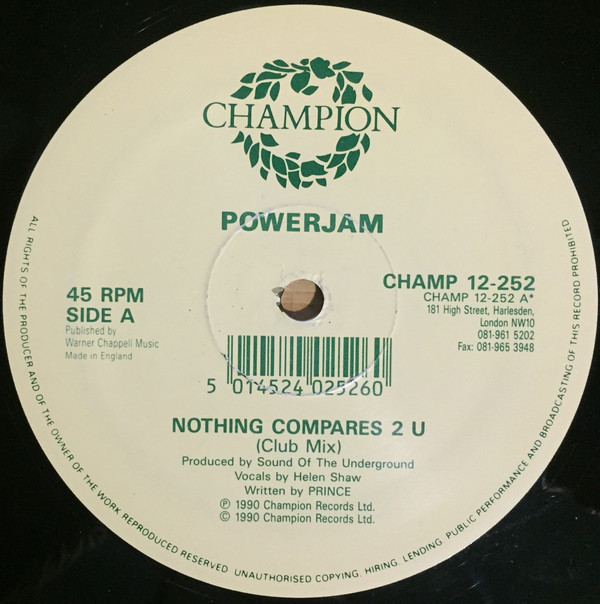 CHAMPION
POWERJAM
45 RPM
SIDE A
Published by
Warner Chappell Music
Made in England
CHAMP 12-252
CHAMP 12-252 A*
181 High Street, Harlesden,
London NW10
081-961 5202
Fax: 081-965 3948
5 014524 025260
NOTHING COMPARES 2 U
(Club Mix)
Produced by Sound Of The Underground
Vocals by Helen Shaw
Written by PRINCE
℗ 1990 Champion Records Ltd.
© 1990 Champion Records Ltd.
ALL RIGHTS OF THE PRODUCER AND OF THE OWNER OF THE WORK REPRODUCED RESERVED. UNAUTHORISED COPYING. HIRING. LENDING. PUBLIC PERFORMANCE AND BROADCASTING OF THIS RECORD PROHIBITED